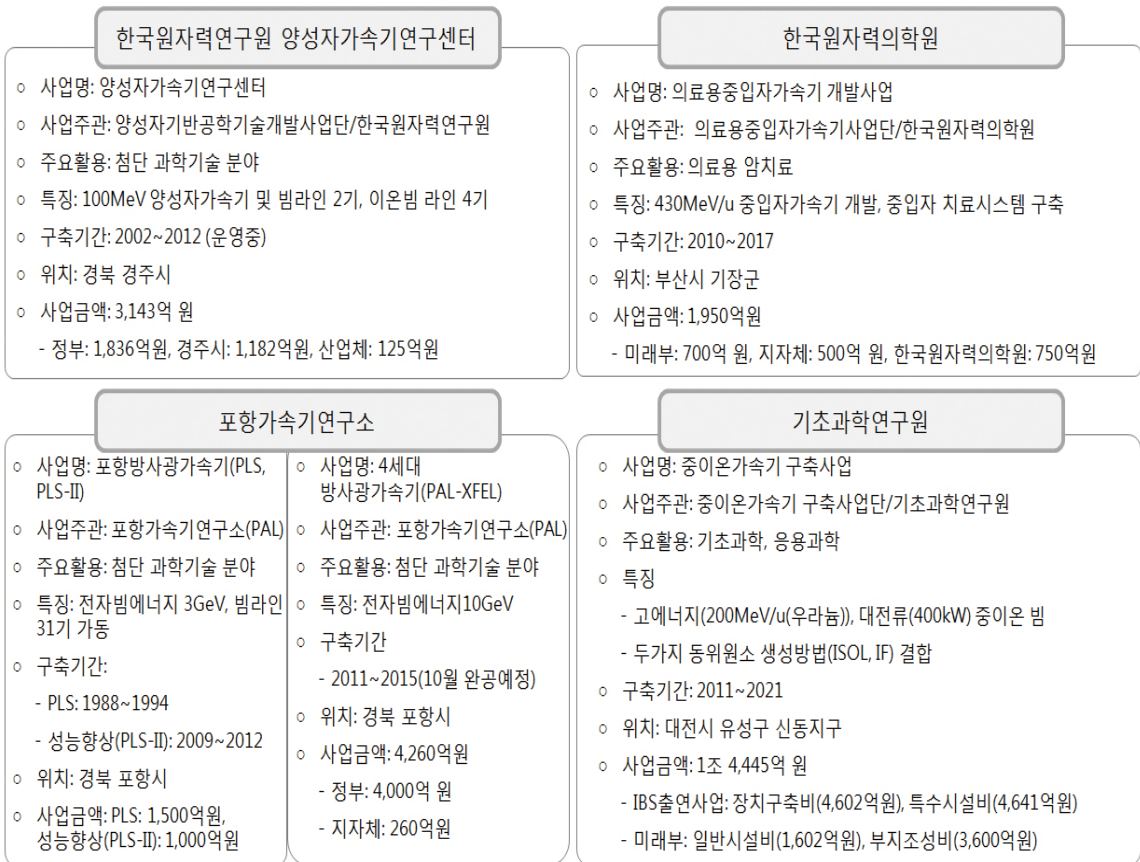 한국원자력연구원 양성자가속기연구센터
○ 사업명: 양성자가속기연구센터
○ 사업주관: 양성자기반공학기술개발사업단/한국원자력연구원
○ 주요활용: 첨단 과학기술 분야
○ 특징: 100MeV 양성자가속기 및 빔라인 2기, 이온빔 라인 4기
○ 구축기간: 2002~2012 (운영중)
○ 위치: 경북 경주시
○ 사업금액: 3,143억 원
- 정부: 1,836억원, 경주시: 1,182억원, 산업체: 125억원
한국원자력의학원
○ 사업명: 의료용중입자가속기 개발사업
○ 사업주관: 의료용중입자가속기사업단/한국원자력의학원
○ 주요활용: 의료용 암치료
○ 특징: 430MeV/u 중입자가속기 개발, 중입자 치료시스템 구축
○ 구축기간: 2010~2017
○ 위치: 부산시 기장군
○ 사업금액: 1,950억원
- 미래부: 700억 원, 지자체: 500억 원, 한국원자력의학원: 750억원
포항가속기연구소
○ 사업명: 포항방사광가속기(PLS,
PLS-II)
○ 사업주관: 포항가속기연구소(PAL)
○ 주요활용: 첨단 과학기술 분야
○ 특징: 전자빔에너지 3GeV, 빔라인
31기 가동
○ 구축기간:
- PLS: 1988~1994
- 성능향상(PLS-II): 2009~2012
○ 위치: 경북 포항시
○ 사업금액: PLS: 1,500억원,
성능향상(PLS-II): 1,000억원
○ 사업명: 4세대
방사광가속기(PAL-XFEL)
○ 사업주관: 포항가속기연구소(PAL)
○ 주요활용: 첨단 과학기술 분야
○ 특징: 전자빔에너지10GeV
○ 구축기간
- 2011~2015(10월 완공예정)
○ 위치: 경북 포항시
○ 사업금액: 4,260억원
- 정부: 4,000억 원
- 지자체: 260억원
기초과학연구원
○ 사업명: 중이온가속기 구축사업
○ 사업주관: 중이온가속기 구축사업단/기초과학연구원
○ 주요활용: 기초과학, 응용과학
○ 특징
- 고에너지(200MeV/u(우라늄)), 대전류(400kW) 중이온 빔
- 두가지 동위원소 생성방법(ISOL, IF) 결합
○ 구축기간: 2011~2021
○ 위치: 대전시 유성구 신동지구
○ 사업금액: 1조 4,445억 원
- IBS출연사업: 장치구축비(4,602억원), 특수시설비(4,641억원)
- 미래부: 일반시설비(1,602억원), 부지조성비(3,600억원)